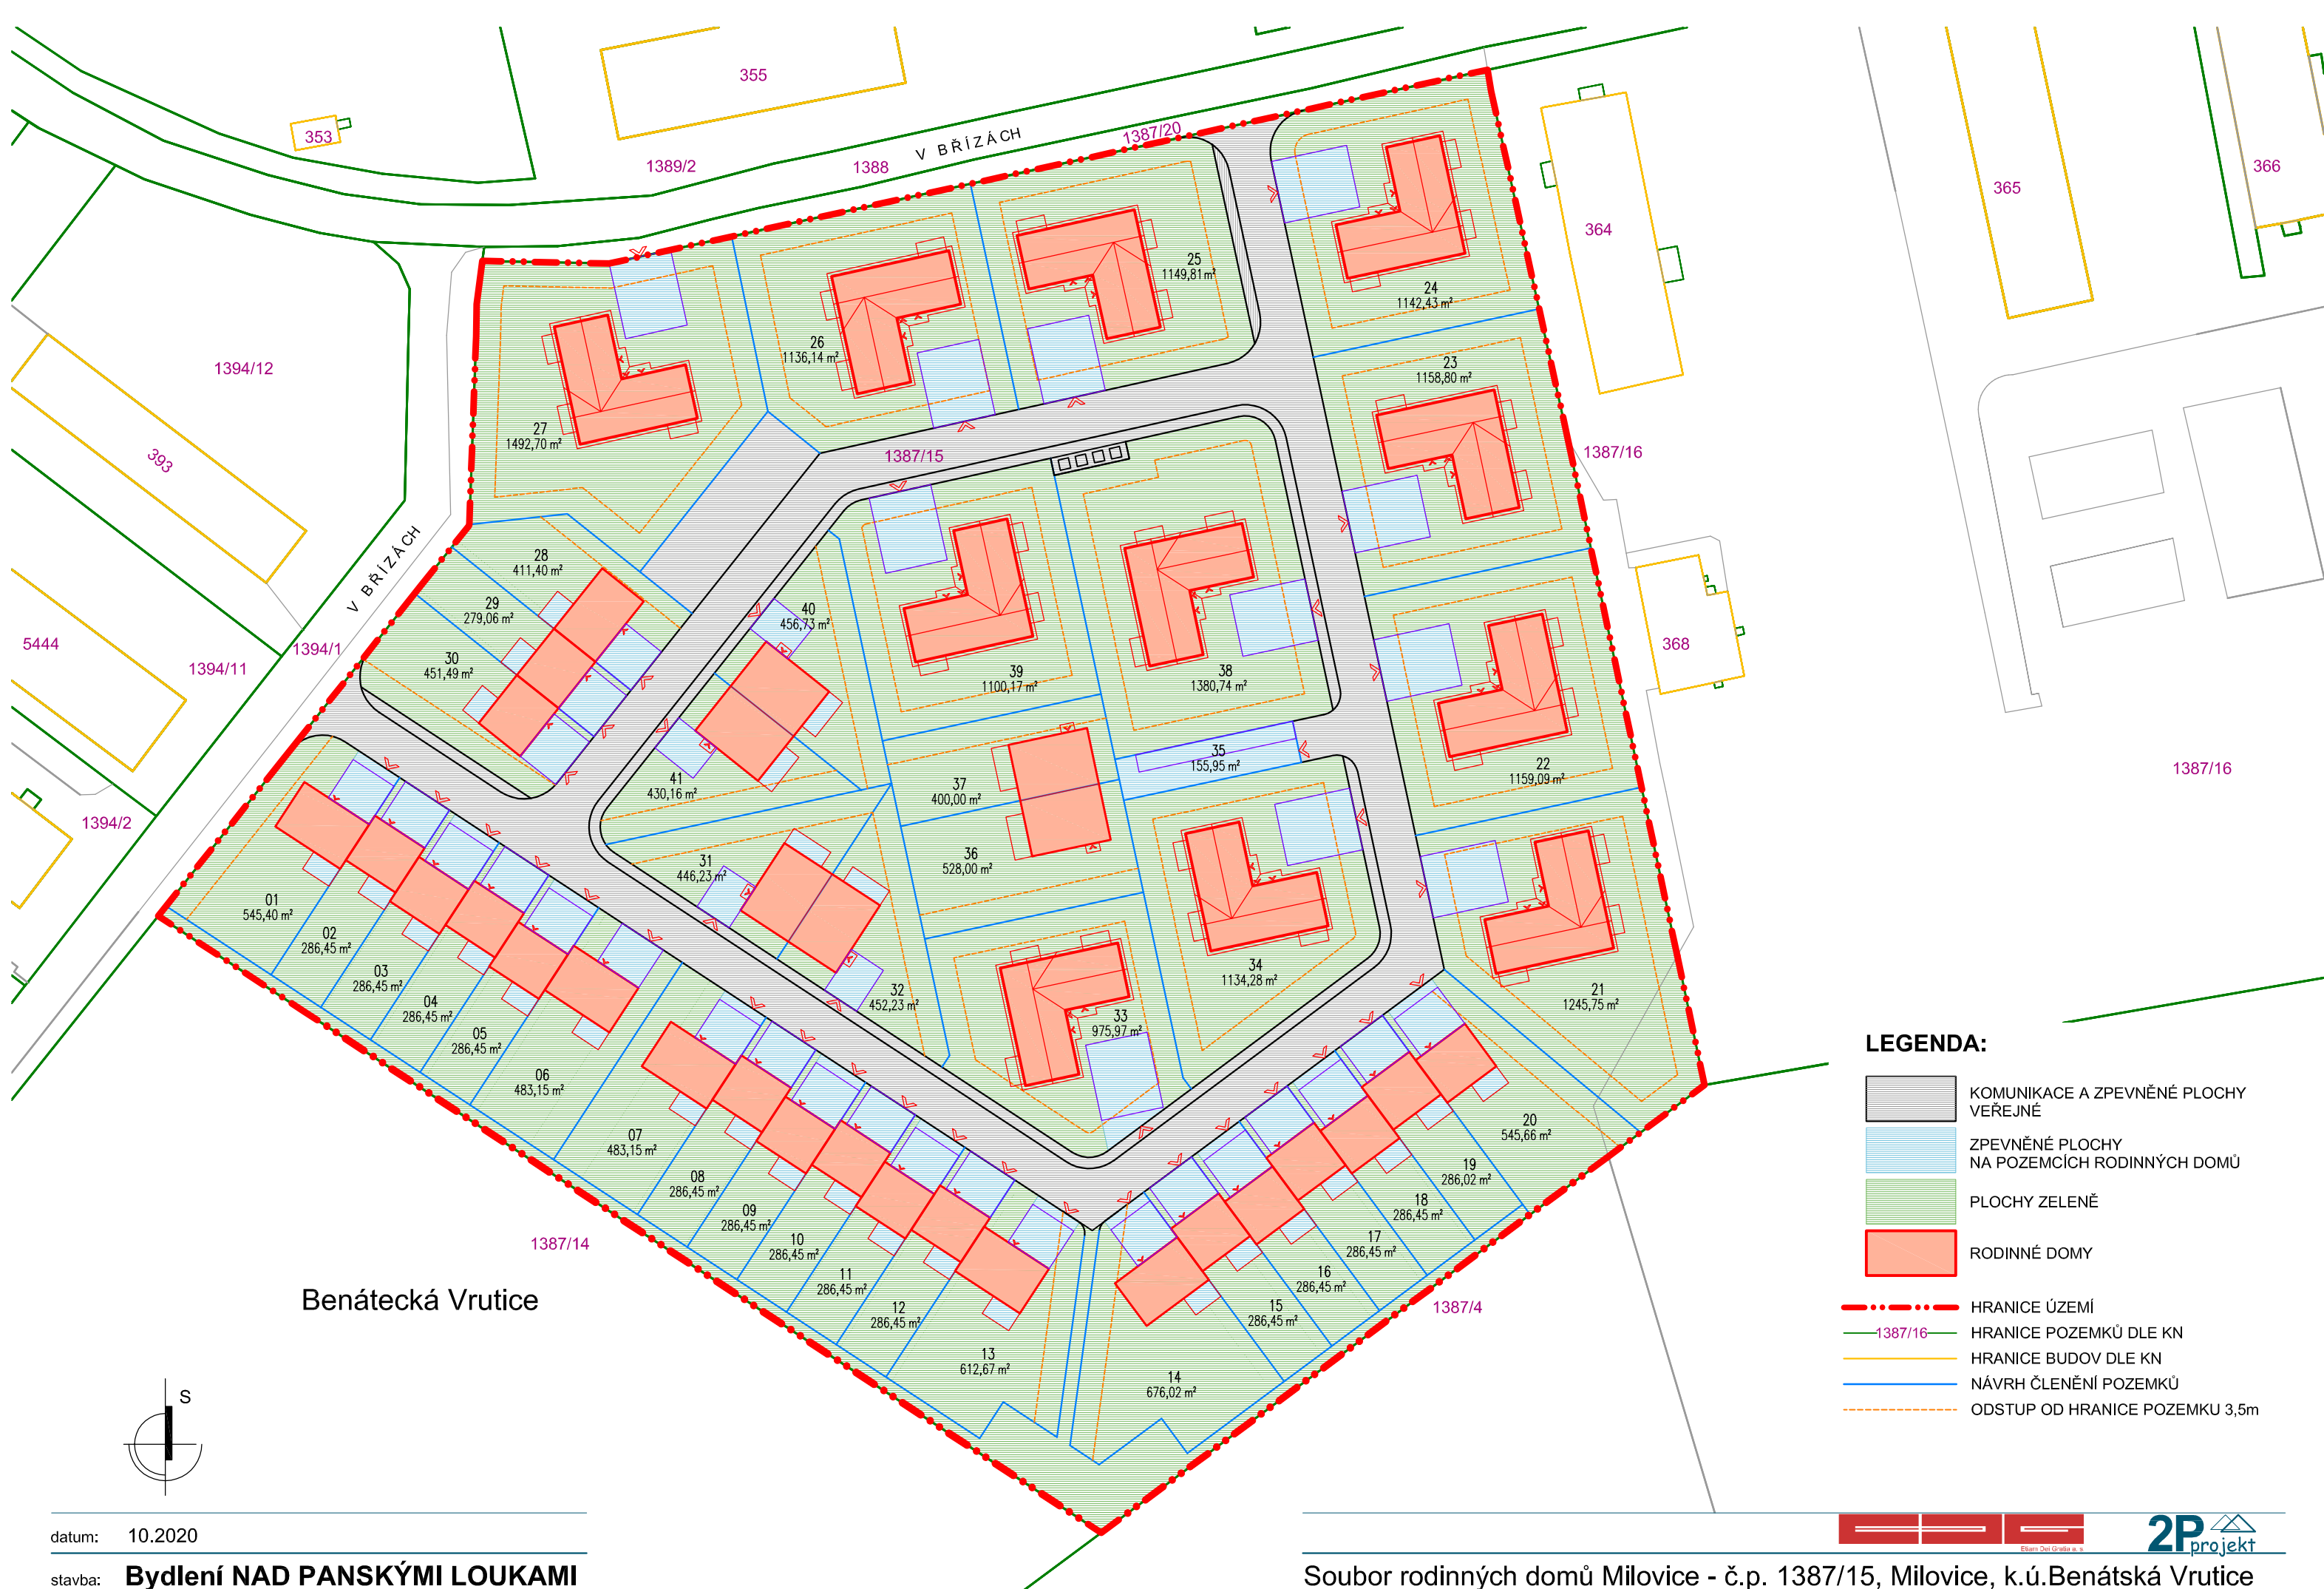 355
353
1389/2
1388
V BŘÍZÁCH
1387/20
364
365
366
1394/12
393
5444
1394/11
1394/1
1394/2
V BŘÍZÁCH
1387/15
1387/16
368
1387/16
1387/14
1387/4
24
1142,43 m²
25
1149,81 m²
26
1136,14 m²
27
1492,70 m²
23
1158,80 m²
28
411,40 m²
29
279,06 m²
30
451,49 m²
40
456,73 m²
39
1100,17 m²
38
1380,74 m²
41
430,16 m²
37
400,00 m²
35
155,95 m²
22
1159,09 m²
31
446,23 m²
36
528,00 m²
32
452,23 m²
33
975,97 m²
34
1134,28 m²
21
1245,75 m²
01
545,40 m²
02
286,45 m²
03
286,45 m²
04
286,45 m²
05
286,45 m²
06
483,15 m²
07
483,15 m²
08
286,45 m²
09
286,45 m²
10
286,45 m²
11
286,45 m²
12
286,45 m²
13
612,67 m²
14
676,02 m²
15
286,45 m²
16
286,45 m²
17
286,45 m²
18
286,45 m²
19
286,02 m²
20
545,66 m²
Benátecká Vrutice
S
LEGENDA:
KOMUNIKACE A ZPEVNĚNÉ PLOCHY
VEŘEJNÉ
ZPEVNĚNÉ PLOCHY
NA POZEMCÍCH RODINNÝCH DOMŮ
PLOCHY ZELENĚ
RODINNÉ DOMY
HRANICE ÚZEMÍ
1387/16 HRANICE POZEMKŮ DLE KN
HRANICE BUDOV DLE KN
NÁVRH ČLENĚNÍ POZEMKŮ
ODSTUP OD HRANICE POZEMKU 3,5m
datum: 10.2020
stavba: Bydlení NAD PANSKÝMI LOUKAMI
EDG
Etiam Dei Gratia a. s.
2P projekt
Soubor rodinných domů Milovice - č.p. 1387/15, Milovice, k.ú.Benátská Vrutice